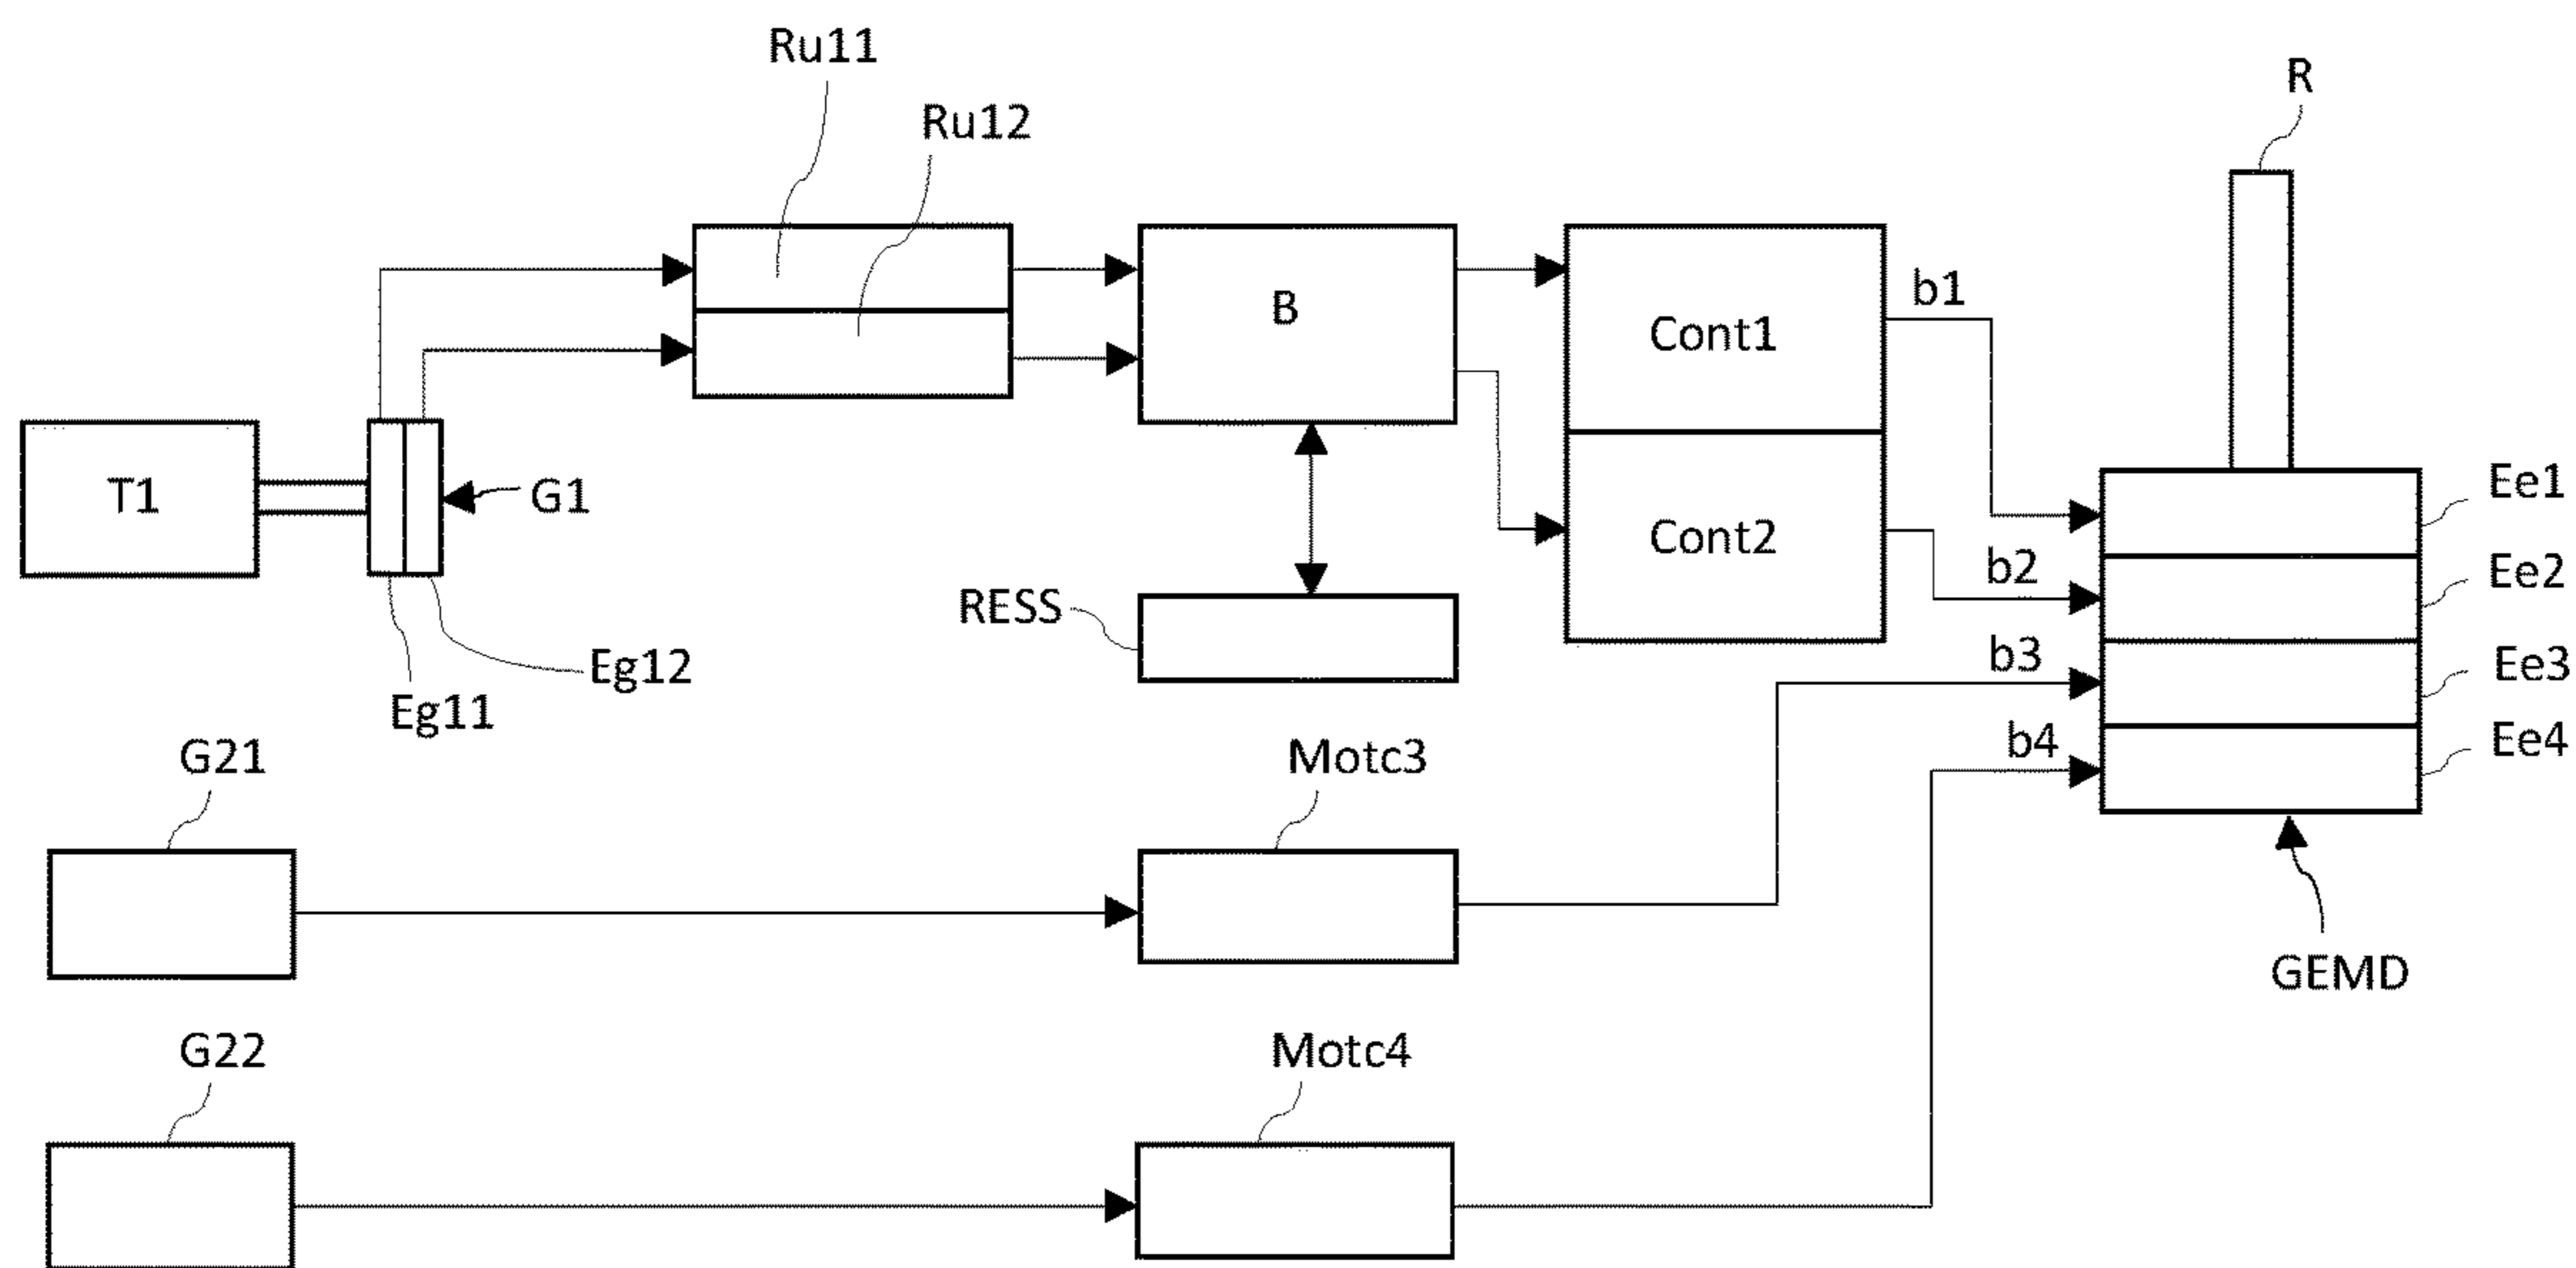 Ru11
R
Ru12
b1
B
Cont1
Ee1
T1
G1
Cont2
b2
Ee2
RESS
Eg12
b3
Ee3
Eg11
G21
Motc3
b4
Ee4
GEMD
G22
Motc4